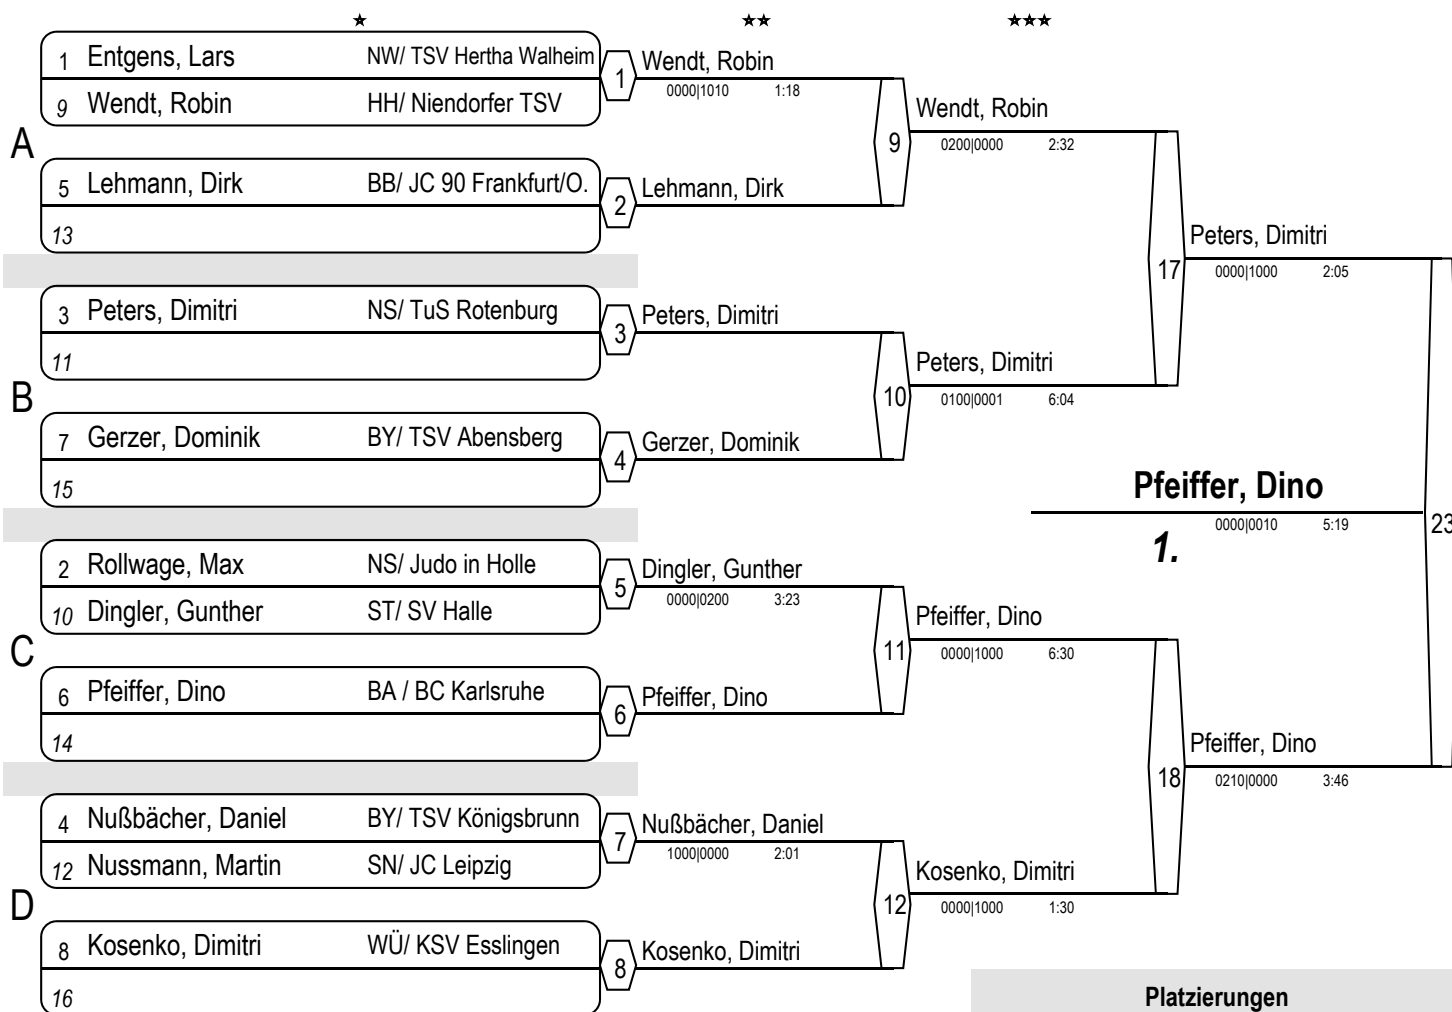 1 Entgens, Lars NW/ TSV Hertha Walheim
9 Wendt, Robin HH/ Niendorfer TSV
A
5 Lehmann, Dirk BB/ JC 90 Frankfurt/O.
13
3 Peters, Dimitri NS/ TuS Rotenburg
11
B
7 Gerzer, Dominik BY/ TSV Abensberg
15
2 Rollwage, Max NS/ Judo in Holle
10 Dingler, Gunther ST/ SV Halle
C
6 Pfeiffer, Dino BA / BC Karlsruhe
14
4 Nußbächer, Daniel BY/ TSV Königsbrunn
12 Nussmann, Martin SN/ JC Leipzig
D
8 Kosenko, Dimitri WÜ/ KSV Esslingen
16
1 Wendt, Robin
0000|1010 1:18
2 Lehmann, Dirk
3 Peters, Dimitri
4 Gerzer, Dominik
5 Dingler, Gunther
0000|0200 3:23
6 Pfeiffer, Dino
7 Nußbächer, Daniel
1000|0000 2:01
8 Kosenko, Dimitri
9 Wendt, Robin
0200|0000 2:32
10 Peters, Dimitri
0100|0001 6:04
11 Pfeiffer, Dino
0000|1000 6:30
12 Kosenko, Dimitri
0000|1000 1:30
17 Peters, Dimitri
0000|1000 2:05
18 Pfeiffer, Dino
0210|0000 3:46
Pfeiffer, Dino
23
0000|0010 5:19
1.
Platzierungen